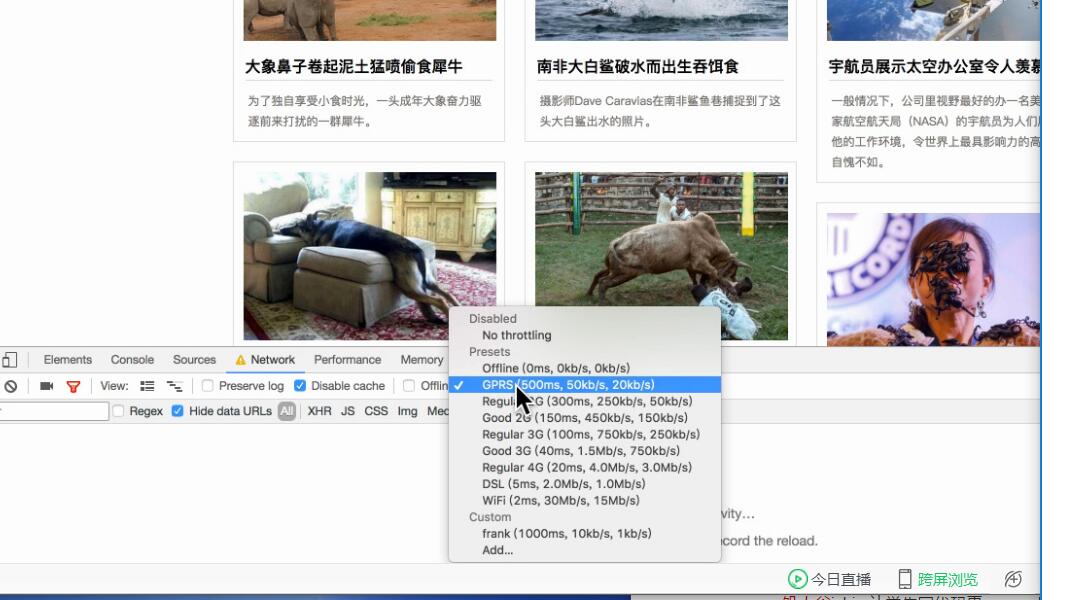 大象鼻子卷起泥土猛喷偷食犀牛
为了独自享受小食时光，一头成年大象奋力驱
逐前来打扰的一群犀牛。
南非大白鲨破水而出生吞饵食
摄影师Dave Caravias在南非鲨鱼巷捕捉到了这
头大白鲨出水的照片。
宇航员展示太空办公室令人羡慕
一般情况下，公司里视野最好的办一名美
家航空航天局（NASA）的宇航员为人们
他的工作环境，令世界上最具影响力的高
自愧不如。
RECORDS
Elements Console Sources Network Performance Memory
View: Preserve log Disable cache Offlin
Regex Hide data URLs All XHR JS CSS Img Med
Disabled
No throttling
Presets
Offline (0ms, 0kb/s, 0kb/s)
GPRS (500ms, 50kb/s, 20kb/s)
Regular 2G (300ms, 250kb/s, 50kb/s)
Good 2G (150ms, 450kb/s, 150kb/s)
Regular 3G (100ms, 750kb/s, 250kb/s)
Good 3G (40ms, 1.5Mb/s, 750kb/s)
Regular 4G (20ms, 4.0Mb/s, 3.0Mb/s)
DSL (5ms, 2.0Mb/s, 1.0Mb/s)
WiFi (2ms, 30Mb/s, 15Mb/s)
Custom
frank (1000ms, 10kb/s, 1kb/s)
Add...
vity…
cord the reload.
今日直播 跨屏浏览